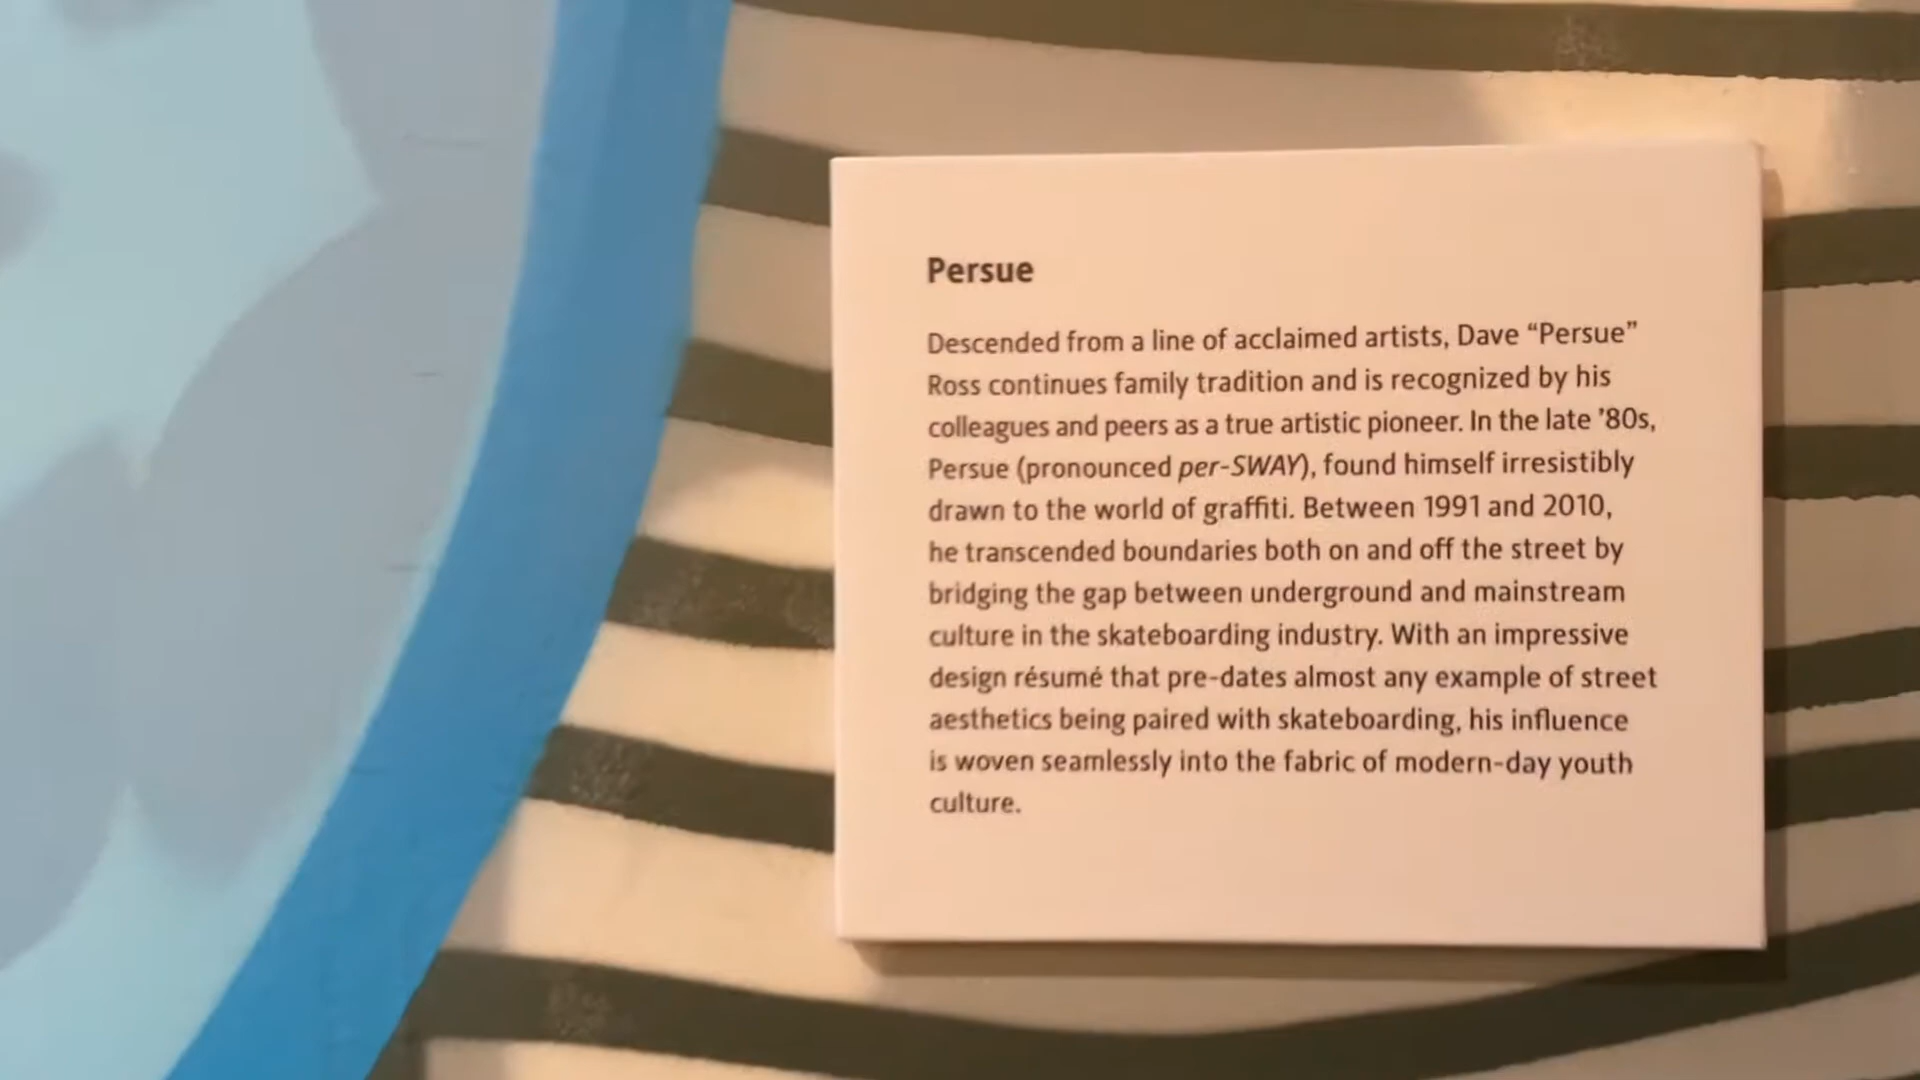 Persue
Descended from a line of acclaimed artists, Dave “Persue”
Ross continues family tradition and is recognized by his
colleagues and peers as a true artistic pioneer. In the late ’80s,
Persue (pronounced per-SWAY), found himself irresistibly
drawn to the world of graffiti. Between 1991 and 2010,
he transcended boundaries both on and off the street by
bridging the gap between underground and mainstream
culture in the skateboarding industry. With an impressive
design résumé that pre-dates almost any example of street
aesthetics being paired with skateboarding, his influence
is woven seamlessly into the fabric of modern-day youth
culture.